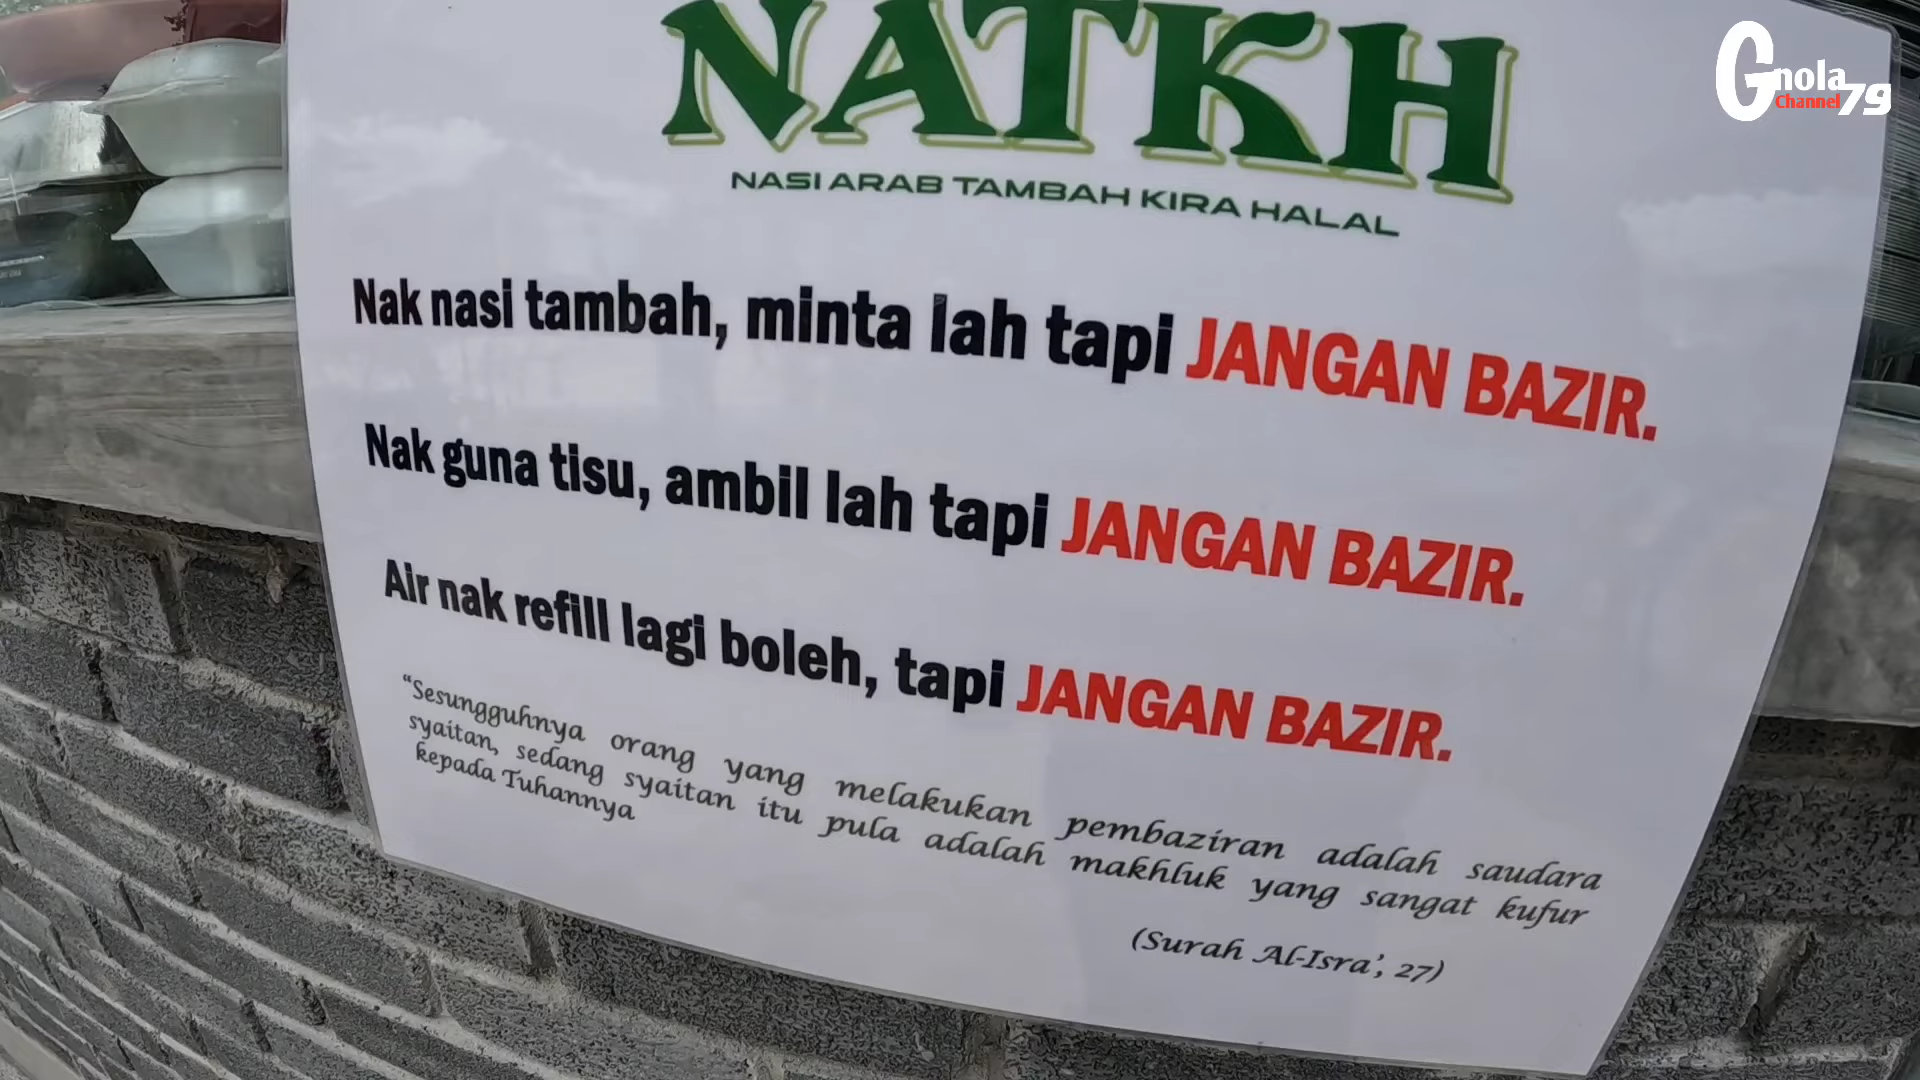 NATKH
NASI ARAB TAMBAH KIRA HALAL
Nak nasi tambah, minta lah tapi JANGAN BAZIR.
Nak guna tisu, ambil lah tapi JANGAN BAZIR.
Air nak refill lagi boleh, tapi JANGAN BAZIR.
“Sesungguhnya orang yang melakukan pembaziran adalah saudara
syaitan, sedang syaitan itu pula adalah makhluk yang sangat kufur
kepada Tuhannya
(Surah Al-Isra’, 27)
Gnola
Channel79